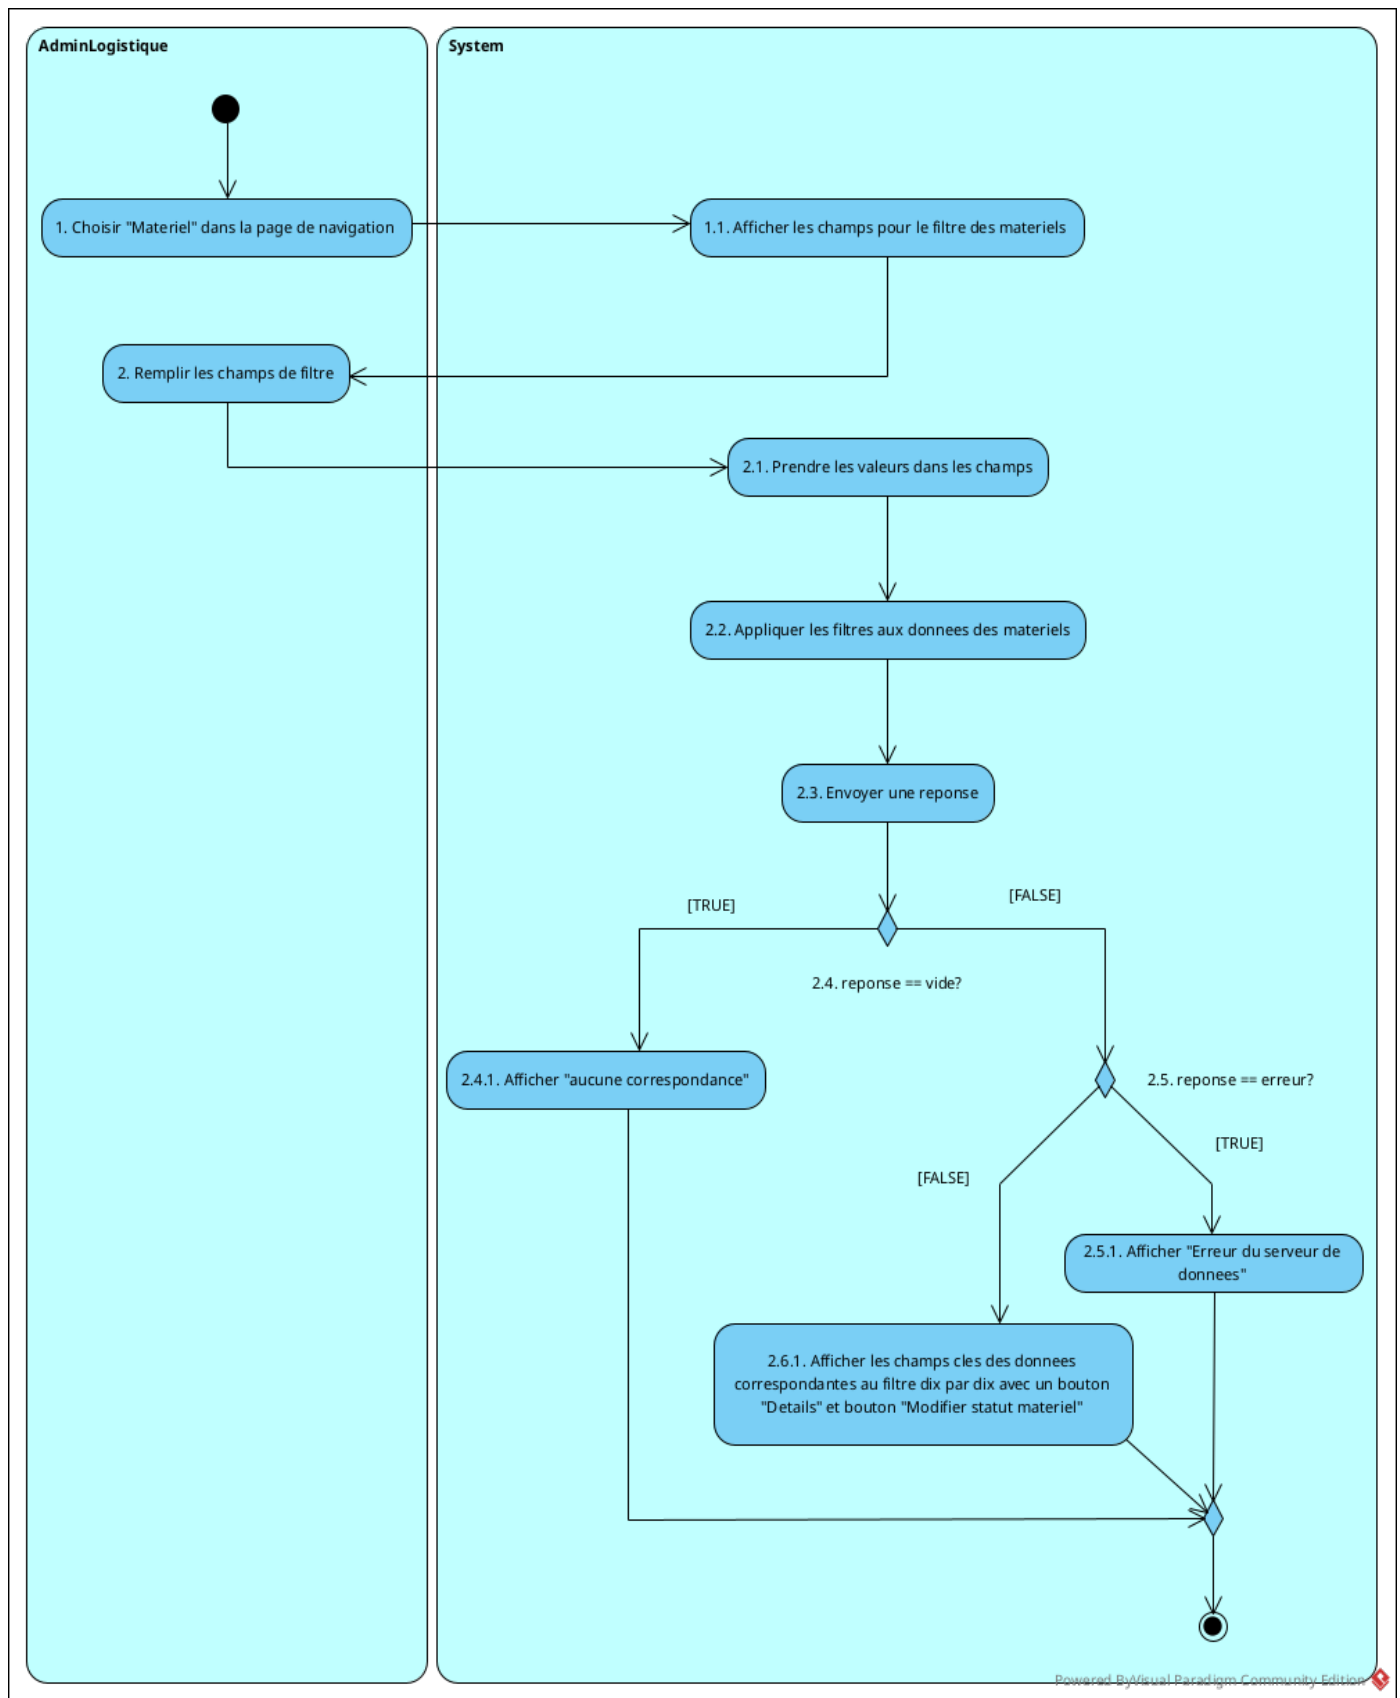 AdminLogistique
System
1. Choisir "Materiel" dans la page de navigation
1.1. Afficher les champs pour le filtre des materiels
2. Remplir les champs de filtre
2.1. Prendre les valeurs dans les champs
2.2. Appliquer les filtres aux donnees des materiels
2.3. Envoyer une reponse
[TRUE]
[FALSE]
2.4. reponse == vide?
2.4.1. Afficher "aucune correspondance"
2.5. reponse == erreur?
[TRUE]
[FALSE]
2.5.1. Afficher "Erreur du serveur de
donnees"
2.6.1. Afficher les champs cles des donnees
correspondantes au filtre dix par dix avec un bouton
"Details" et bouton "Modifier statut materiel"
Powered ByVisual Paradigm Community Edition